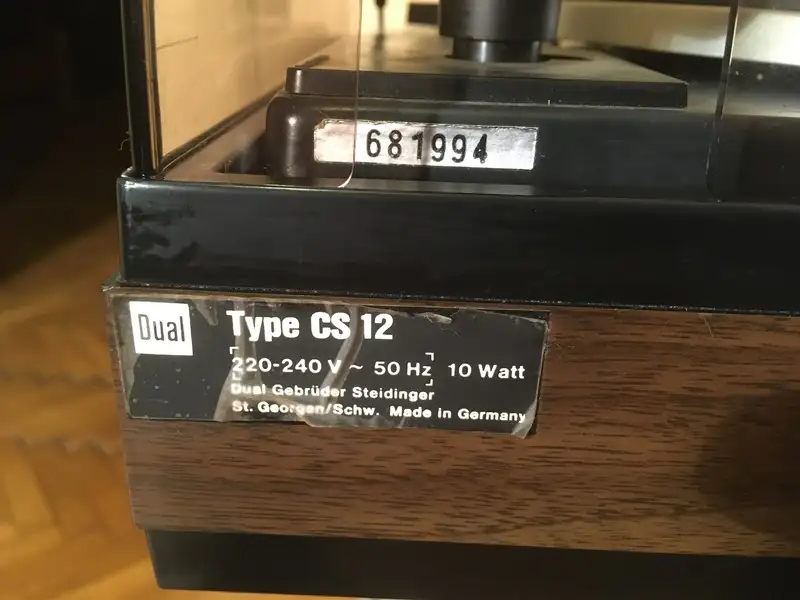 681994
Dual
Type CS 12
220-240 V ~ 50 Hz 10 Watt
Dual Gebrüder Steidinger
St. Georgen/Schw. Made in Germany